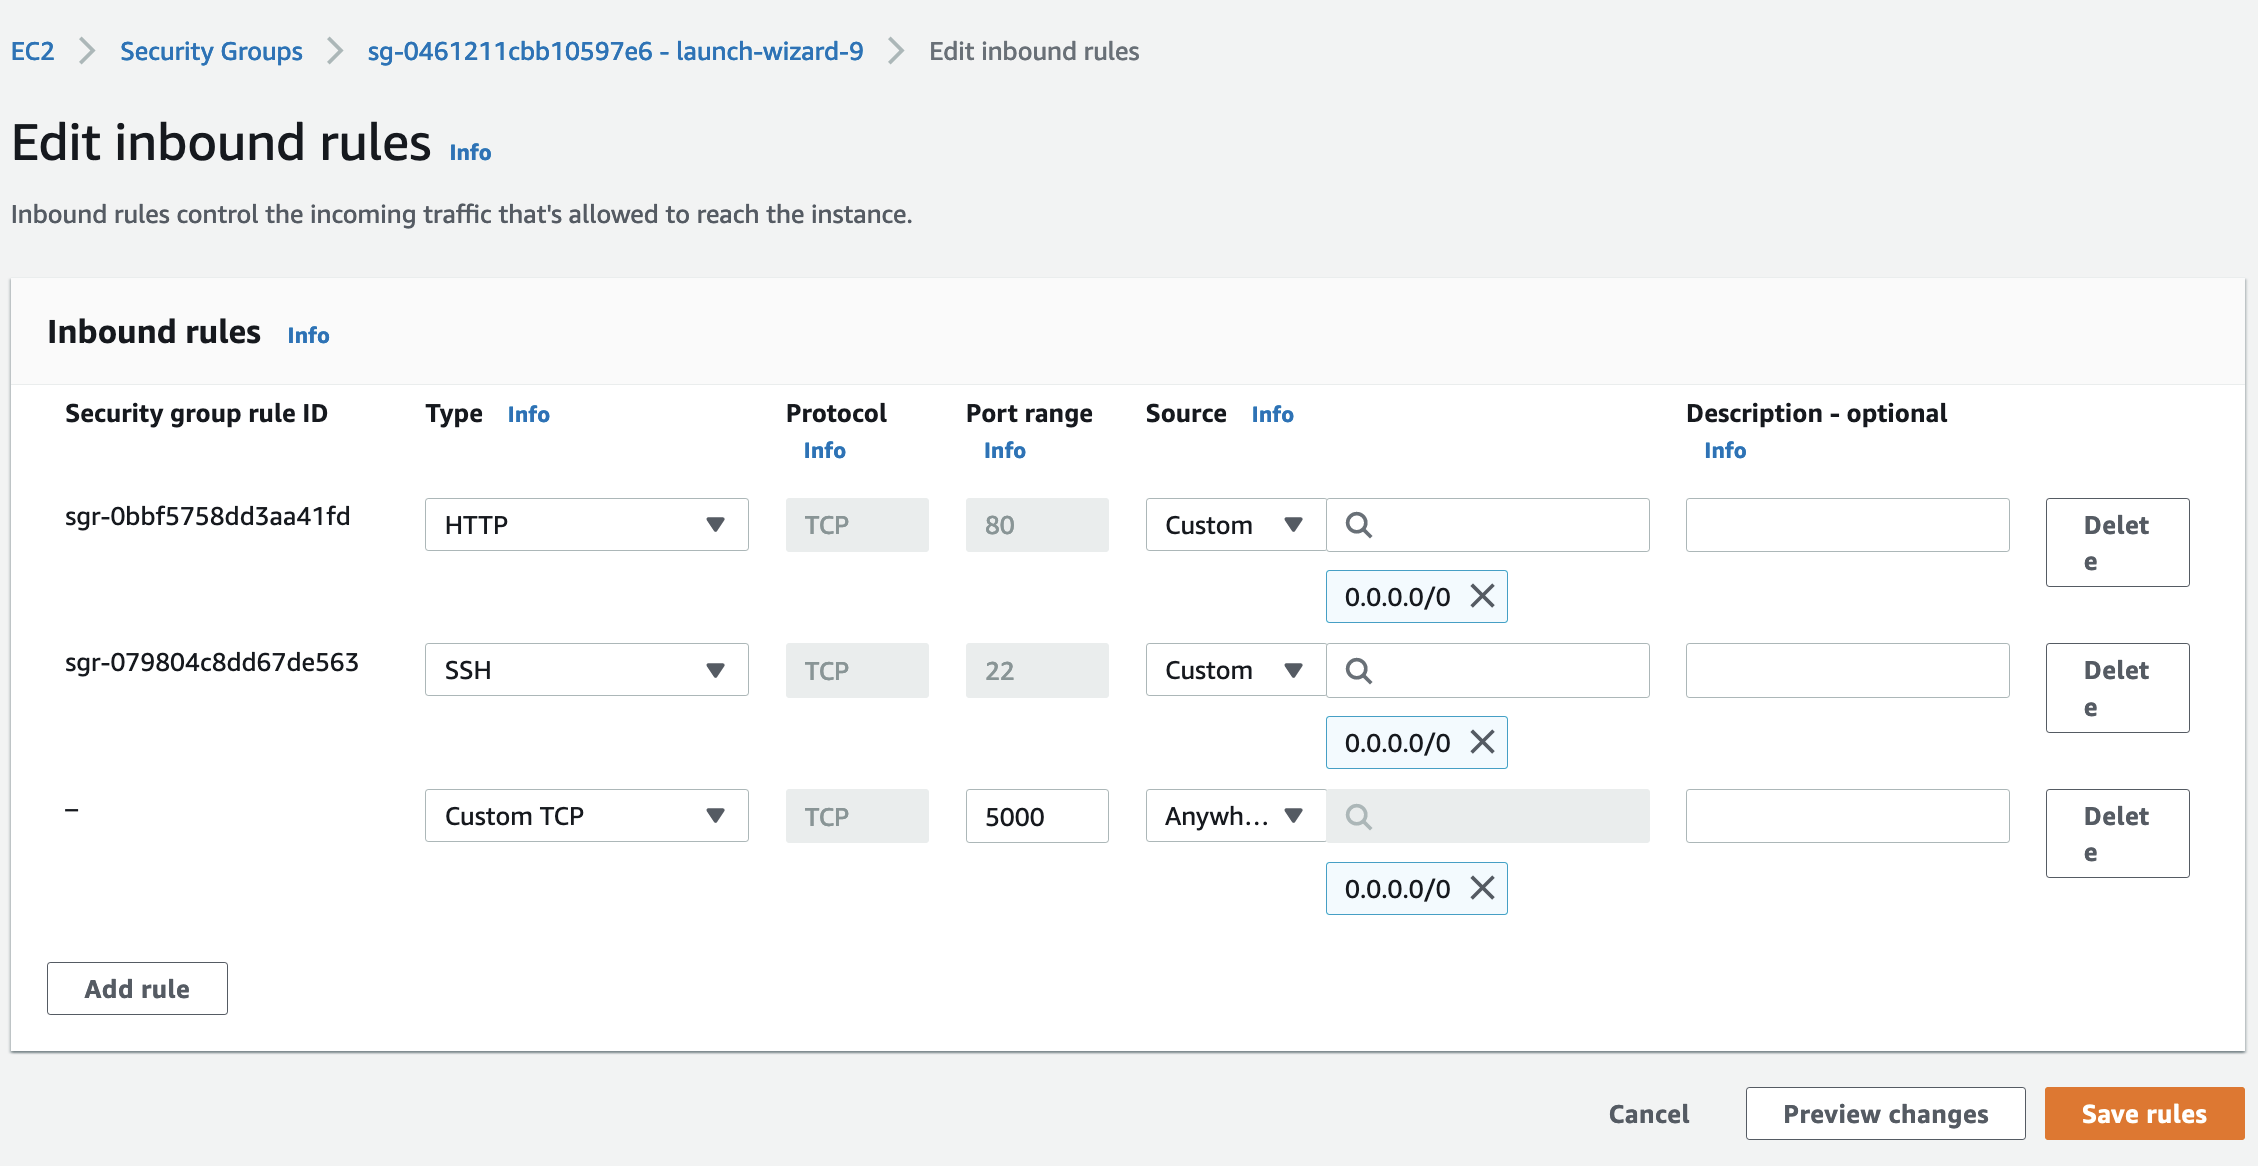 EC2 Security Groups sg-0461211cbb10597e6 - launch-wizard-9 Edit inbound rules
Edit inbound rules Info
Inbound rules control the incoming traffic that's allowed to reach the instance.
Inbound rules Info
Security group rule ID Type Info Protocol Port range Source Info Description - optional
Info Info Info
sgr-0bbf5758dd3aa41fd HTTP TCP 80 Custom Delet
e
0.0.0.0/0
sgr-079804c8dd67de563 SSH TCP 22 Custom Delet
e
0.0.0.0/0
– Custom TCP TCP 5000 Anywh... Delet
e
0.0.0.0/0
Add rule
Cancel Preview changes Save rules